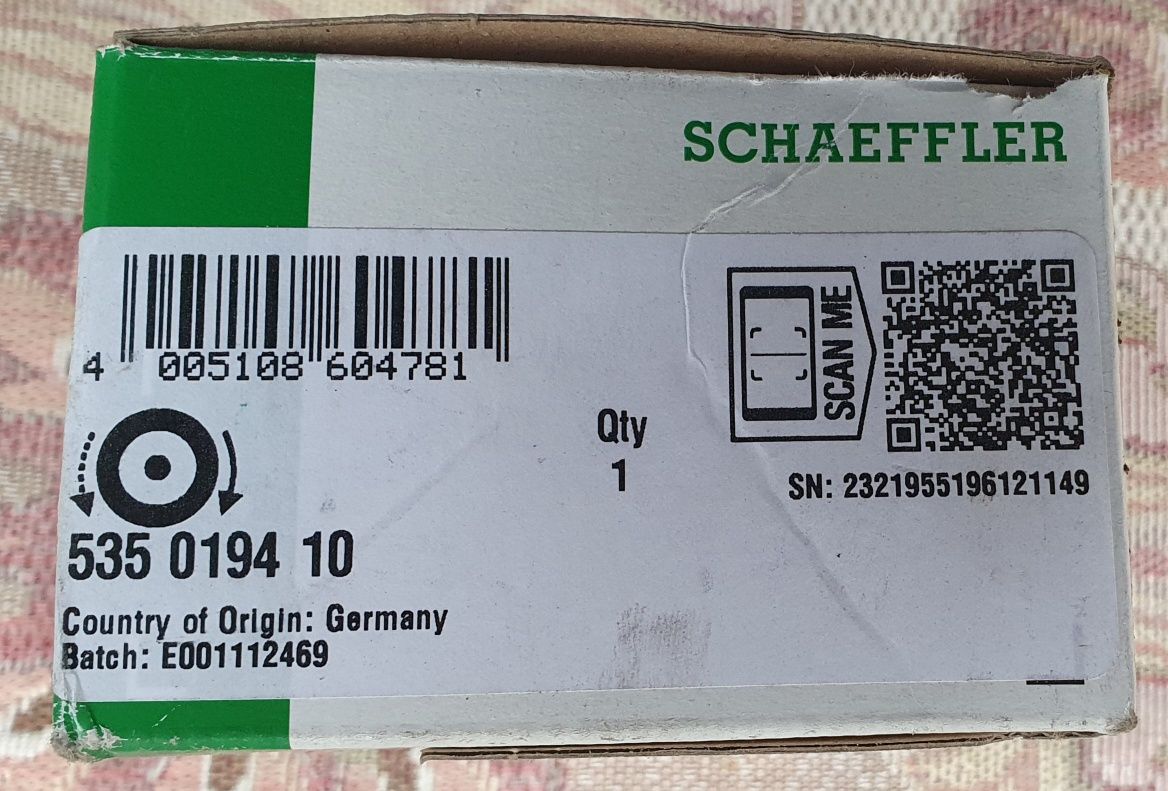 SCHAEFFLER
4 005108 604781
SCAN ME
Qty
1
SN: 2321955196121149
535 0194 10
Country of Origin: Germany
Batch: E001112469